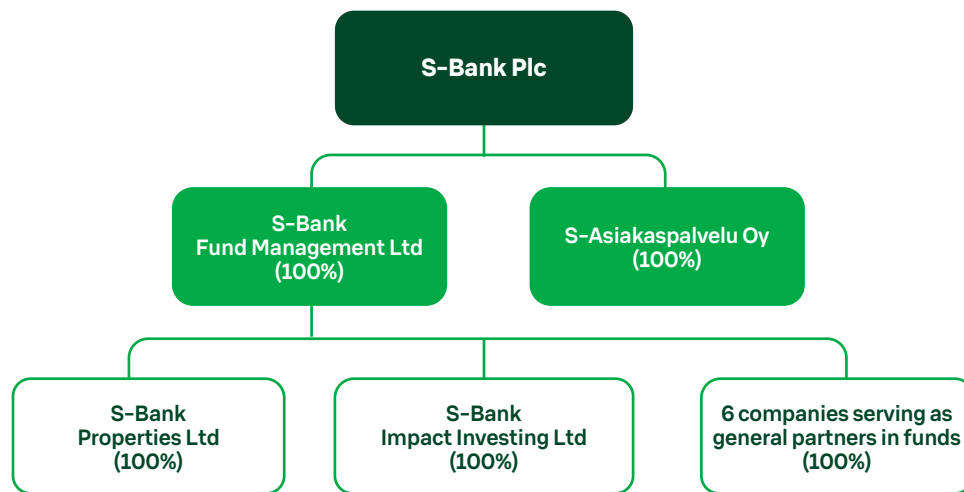 S-Bank Plc
S-Bank
Fund Management Ltd
(100%)
S-Asiakaspalvelu Oy
(100%)
S-Bank
Properties Ltd
(100%)
S-Bank
Impact Investing Ltd
(100%)
6 companies serving as
general partners in funds
(100%)